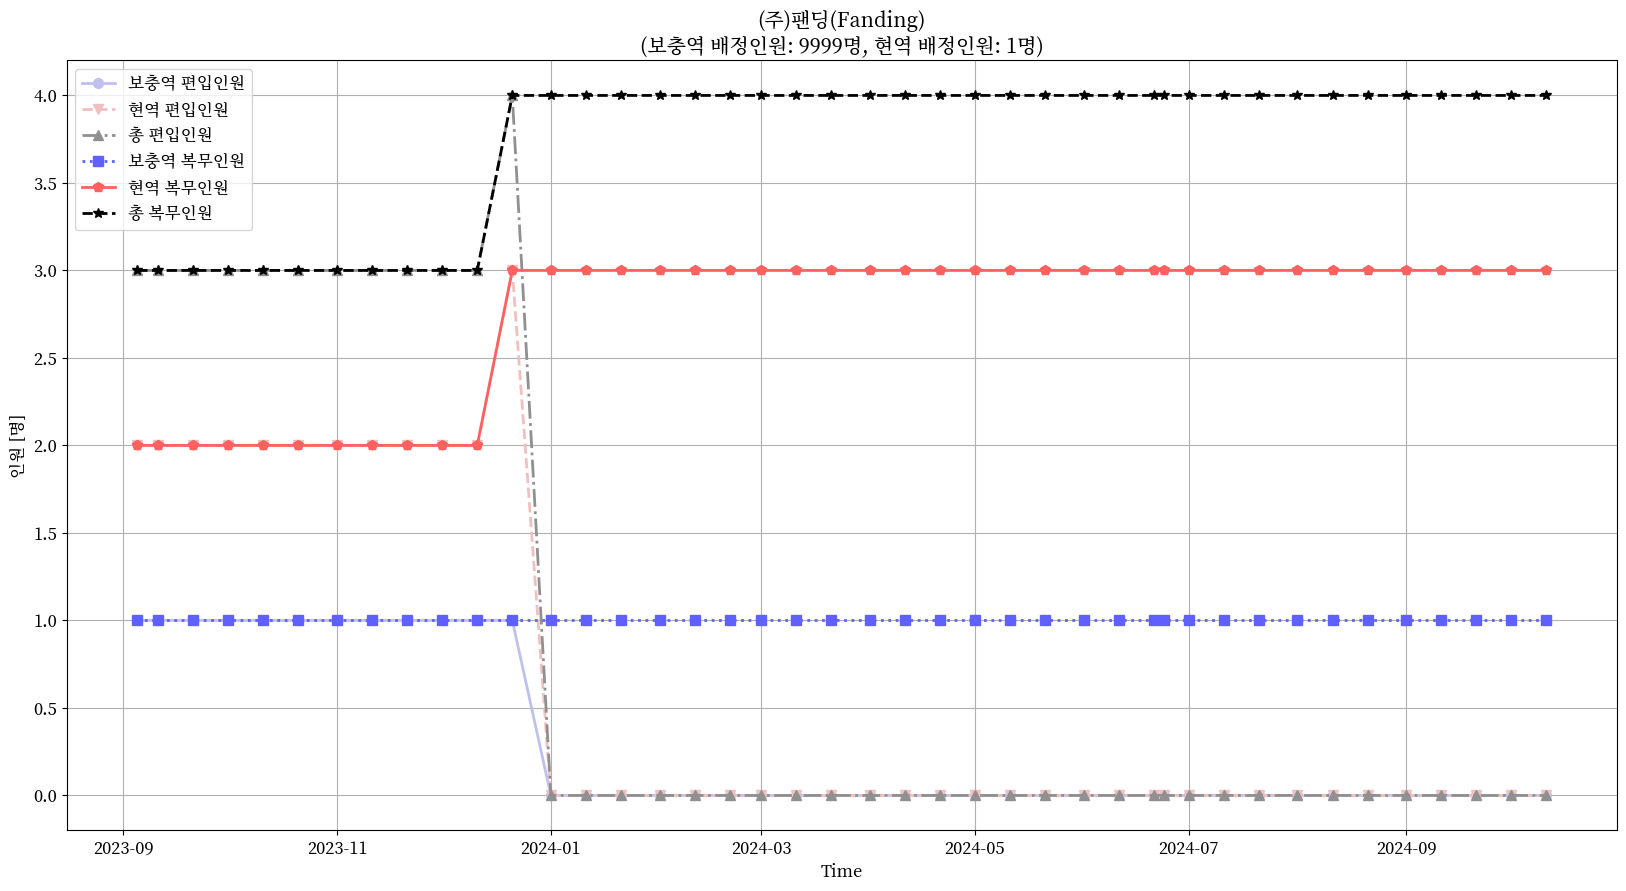 (주)팬딩(Fanding)
(보충역 배정인원: 9999명, 현역 배정인원: 1명)
보충역 편입인원
현역 편입인원
총 편입인원
보충역 복무인원
현역 복무인원
총 복무인원
4.0
3.5
3.0
2.5
2.0
1.5
1.0
0.5
0.0
인원 [명]
2023-09 2023-11 2024-01 2024-03 2024-05 2024-07 2024-09
Time